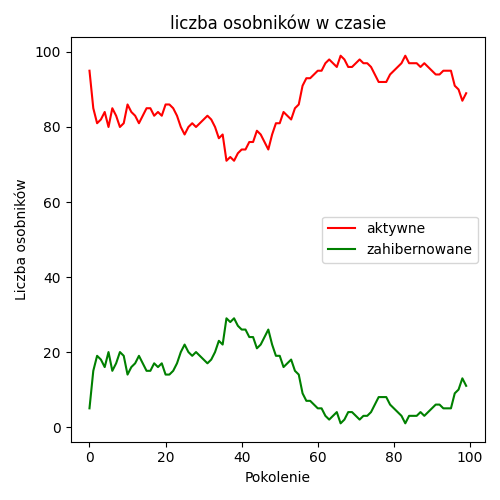 liczba osobników w czasie
Liczba osobników
100
80
60
40
20
0
aktywne
zahibernowane
0 20 40 60 80 100
Pokolenie